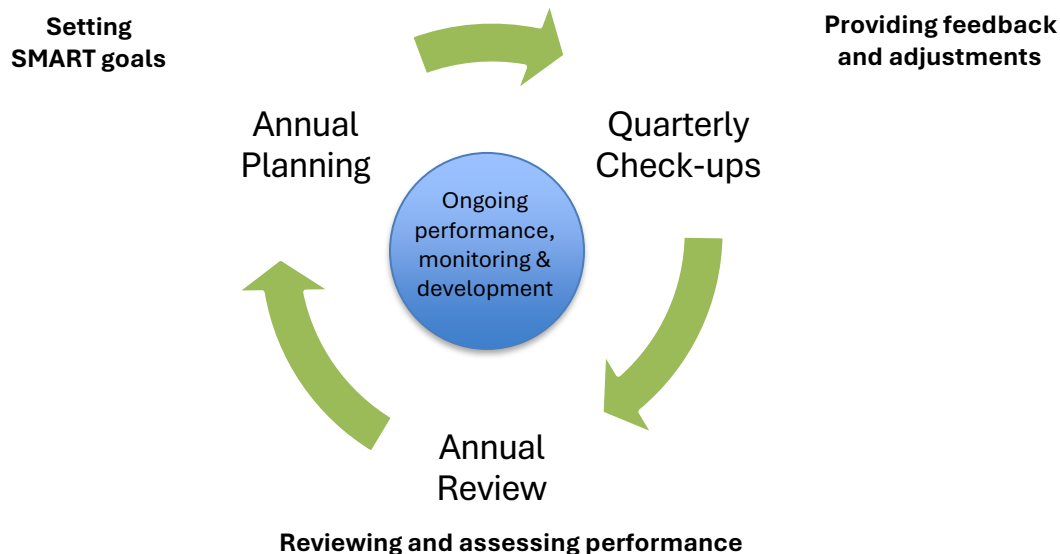 Setting
SMART goals
Providing feedback
and adjustments
Annual
Planning
Quarterly
Check-ups
Ongoing
performance,
monitoring &
development
Annual
Review
Reviewing and assessing performance